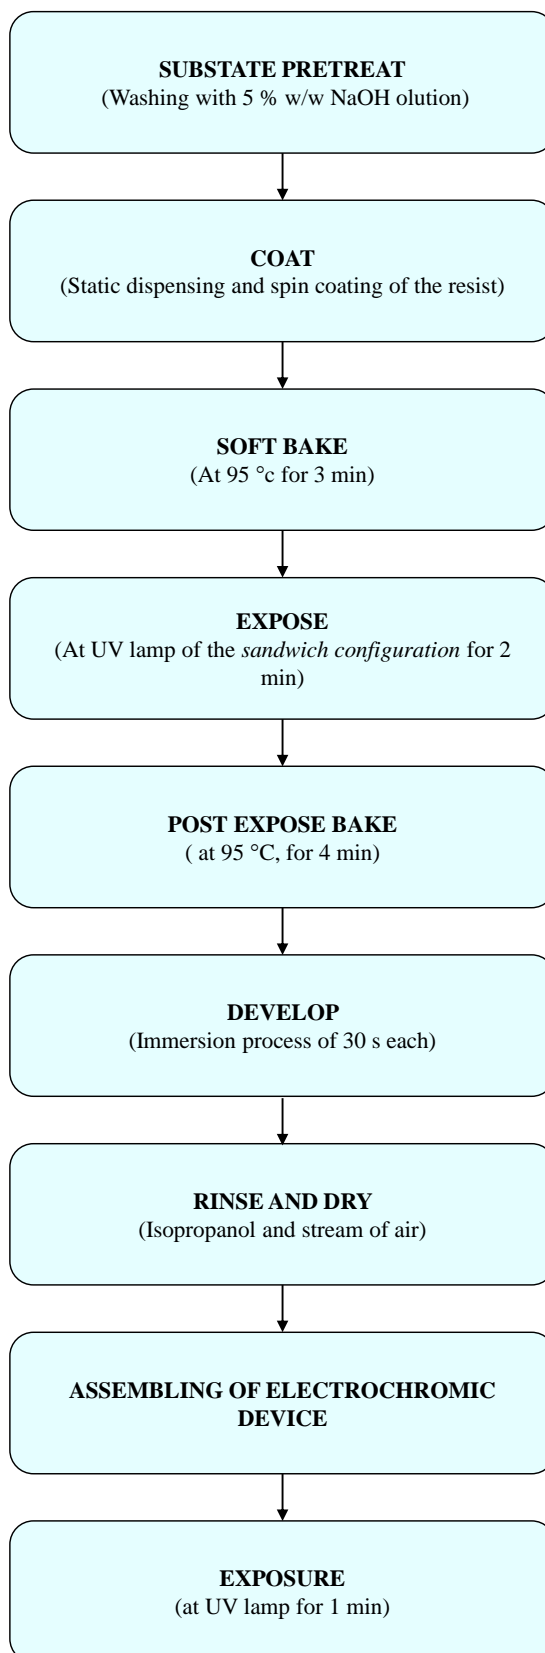 SUBSTATE PRETREAT
(Washing with 5 % w/w NaOH olution)
COAT
(Static dispensing and spin coating of the resist)
SOFT BAKE
(At 95 °c for 3 min)
EXPOSE
(At UV lamp of the sandwich configuration for 2
min)
POST EXPOSE BAKE
( at 95 °C, for 4 min)
DEVELOP
(Immersion process of 30 s each)
RINSE AND DRY
(Isopropanol and stream of air)
ASSEMBLING OF ELECTROCHROMIC
DEVICE
EXPOSURE
(at UV lamp for 1 min)